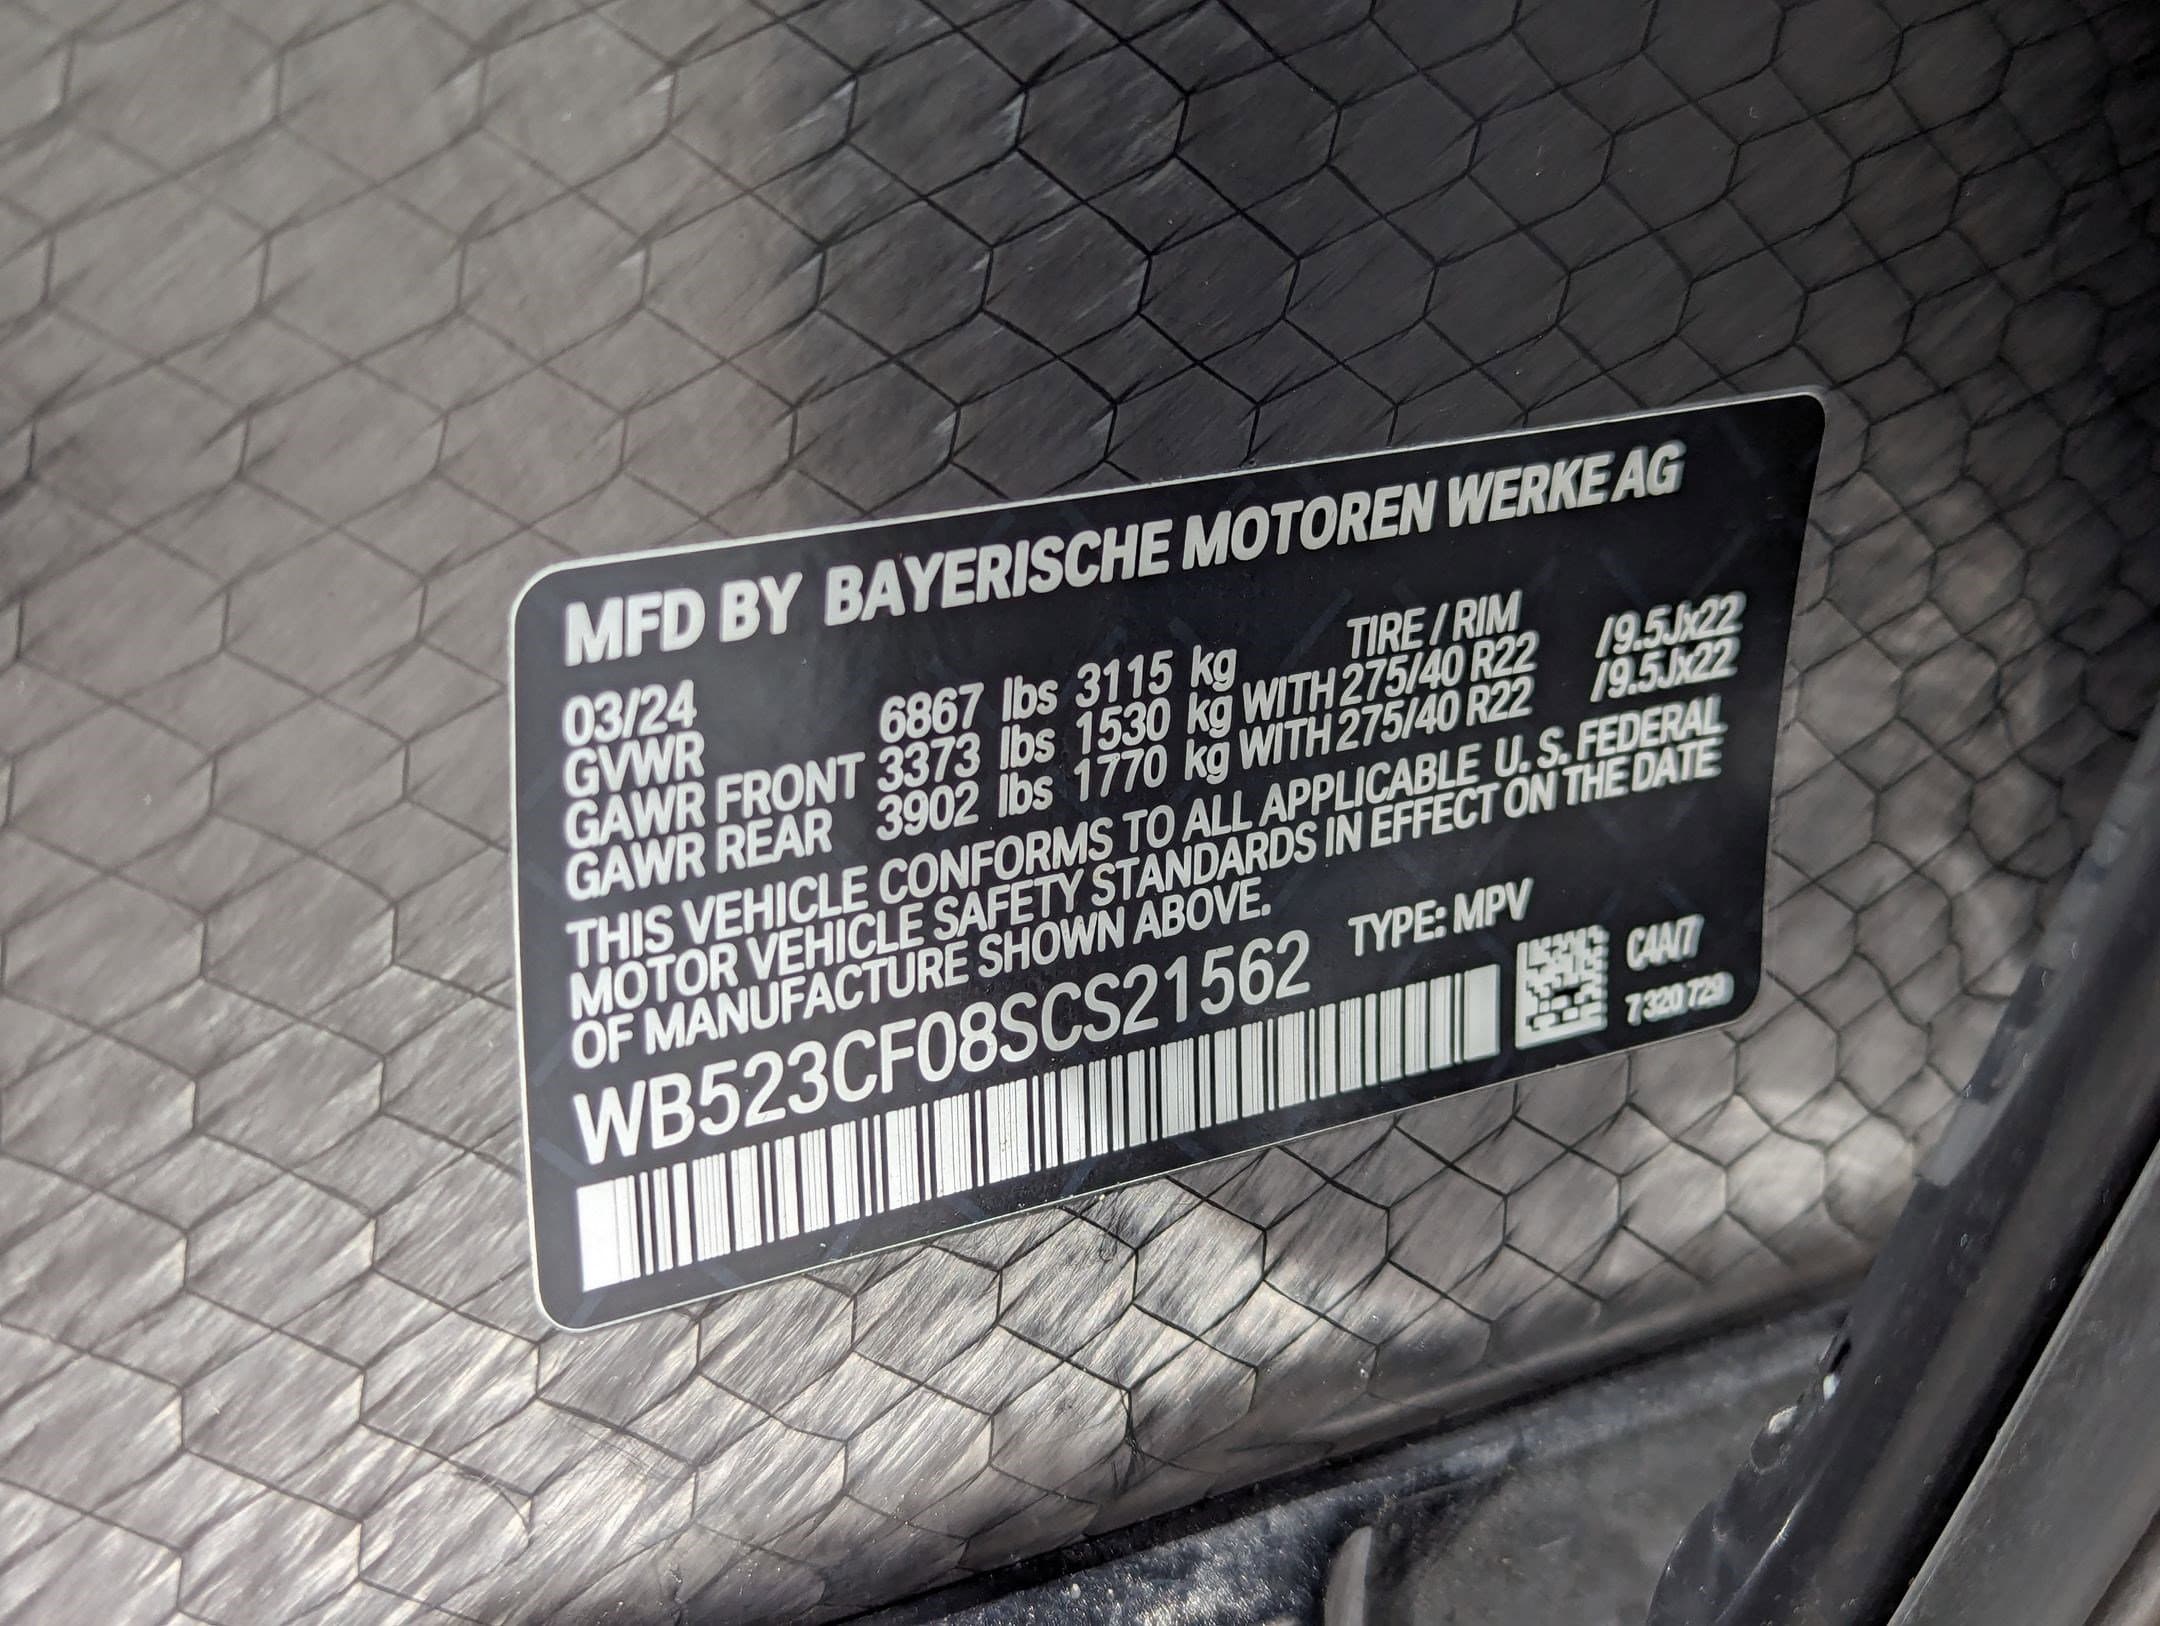 MFD BY BAYERISCHE MOTOREN WERKE AG
03/24 TIRE / RIM
GVWR 6867 lbs 3115 kg
GAWR FRONT 3373 lbs 1530 kg WITH 275/40 R22 /9.5Jx22
GAWR REAR 3902 lbs 1770 kg WITH 275/40 R22 /9.5Jx22
THIS VEHICLE CONFORMS TO ALL APPLICABLE U. S. FEDERAL
MOTOR VEHICLE SAFETY STANDARDS IN EFFECT ON THE DATE
OF MANUFACTURE SHOWN ABOVE.
TYPE: MPV
WB523CF08SCS21562
7 320 729